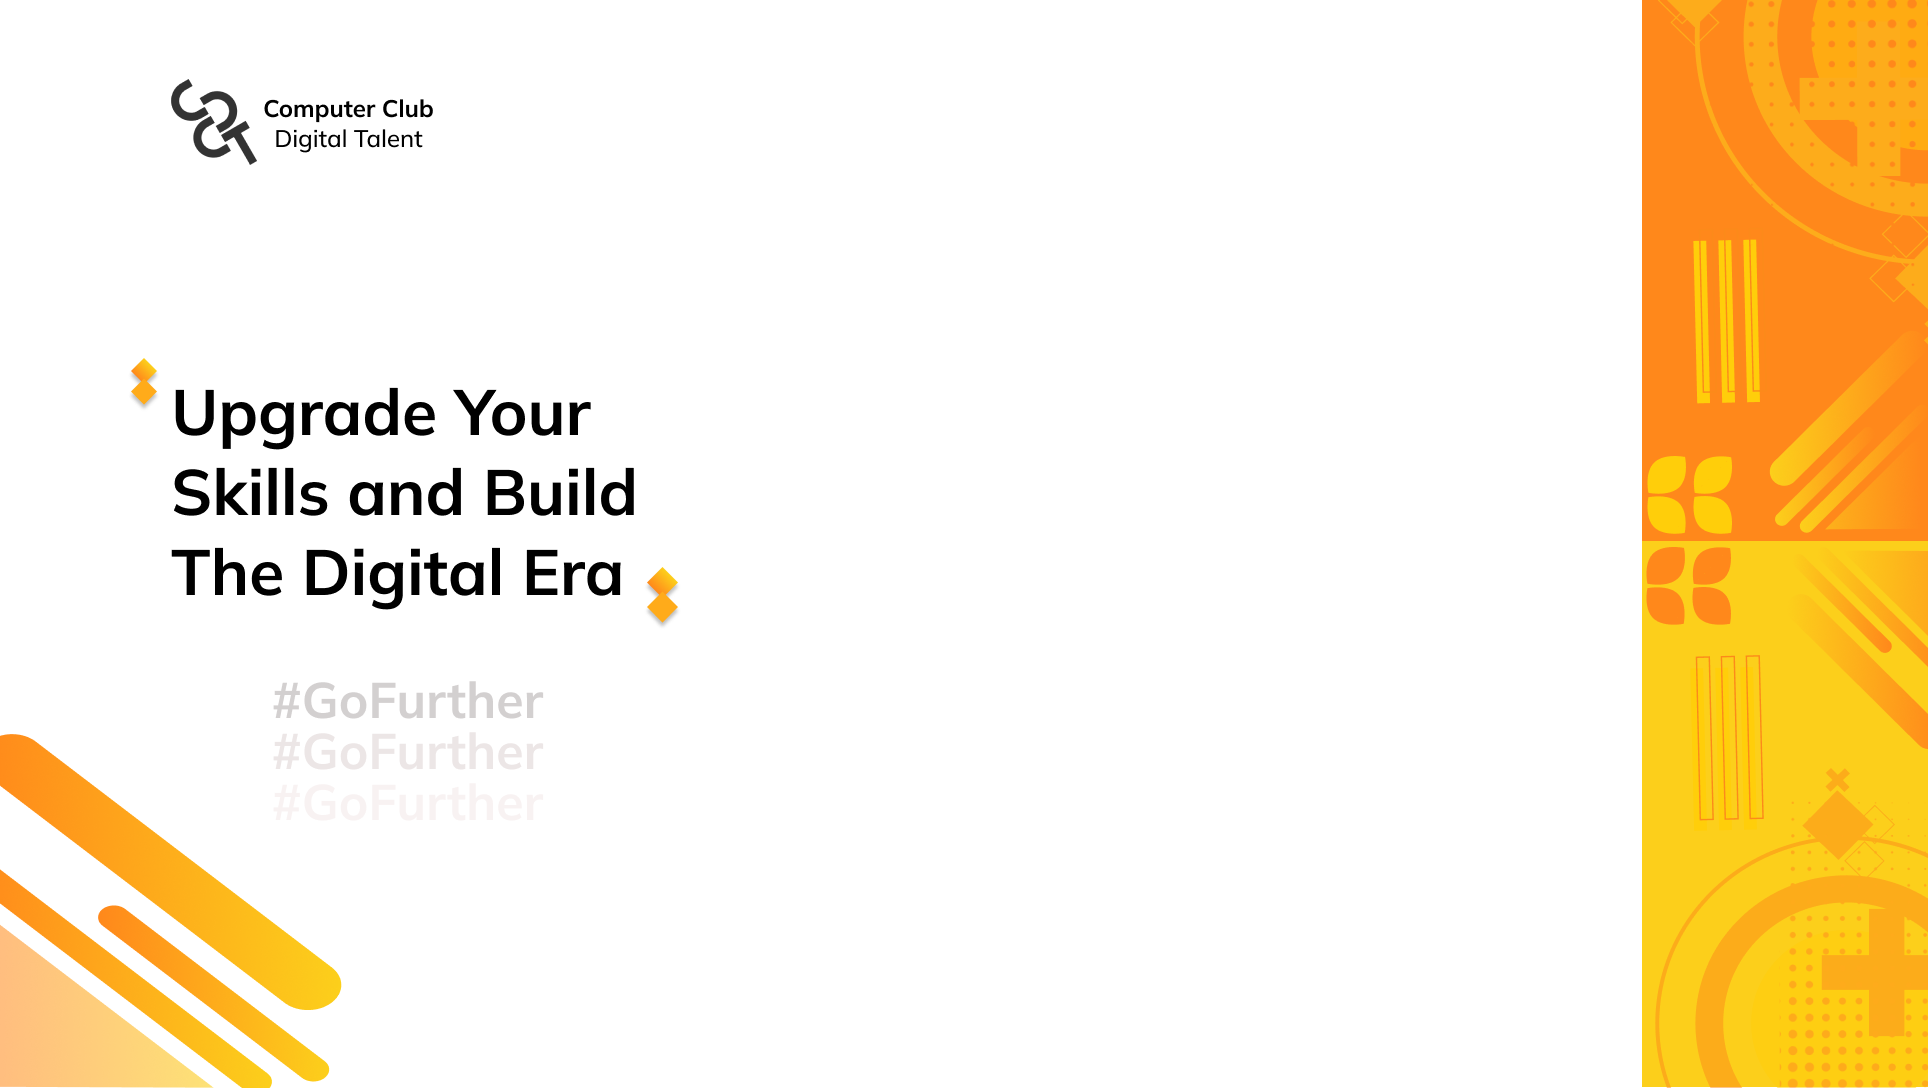 Computer Club
Digital Talent
Upgrade Your
Skills and Build
The Digital Era
#GoFurther
#GoFurther
#GoFurther